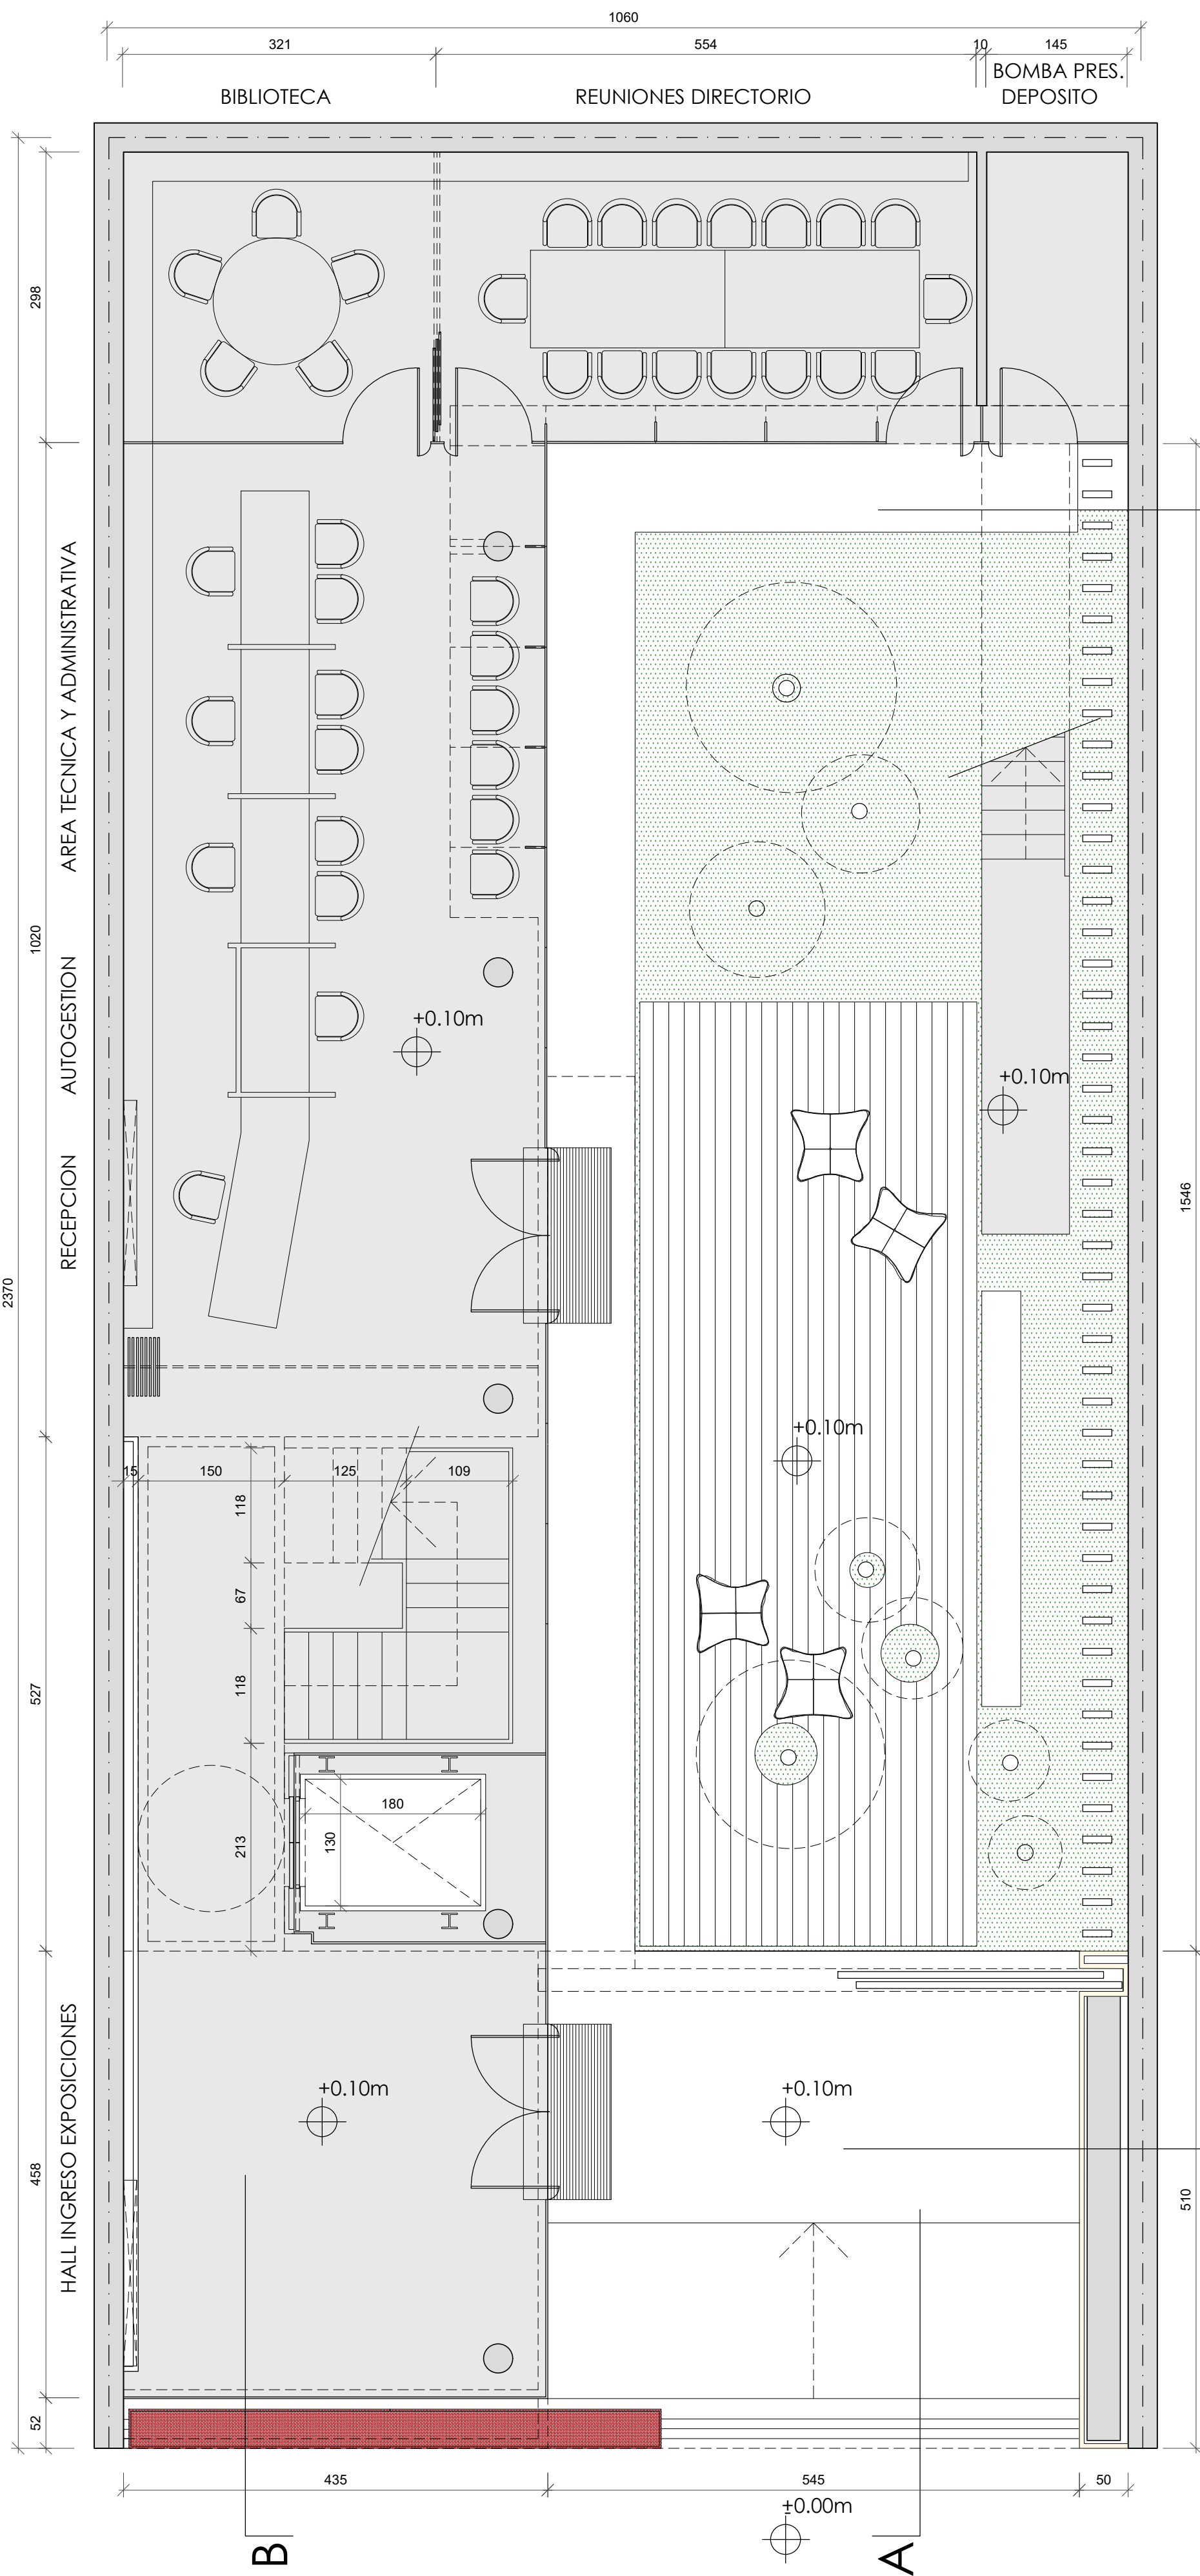 1060
321
554
10
145
BIBLIOTECA
REUNIONES DIRECTORIO
BOMBA PRES.
DEPOSITO
298
AREA TECNICA Y ADMINISTRATIVA
1020
AUTOGESTION
+0.10m
+0.10m
RECEPCION
1546
2370
+0.10m
15
150
125
109
118
67
118
527
180
130
213
HALL INGRESO EXPOSICIONES
+0.10m
+0.10m
458
510
52
435
545
50
±0.00m
B
A